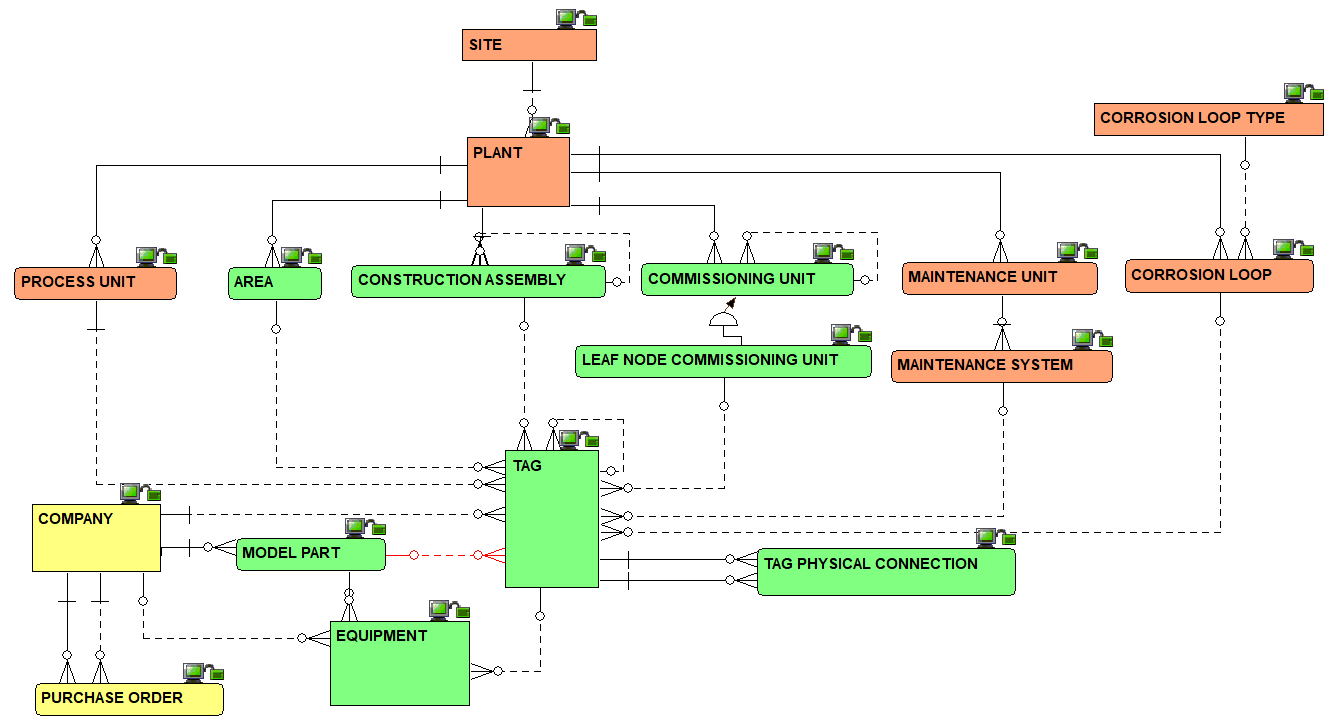 SITE
CORROSION LOOP TYPE
PLANT
PROCESS UNIT
AREA
CONSTRUCTION ASSEMBLY
COMMISSIONING UNIT
MAINTENANCE UNIT
CORROSION LOOP
LEAF NODE COMMISSIONING UNIT
MAINTENANCE SYSTEM
TAG
COMPANY
MODEL PART
TAG PHYSICAL CONNECTION
EQUIPMENT
PURCHASE ORDER